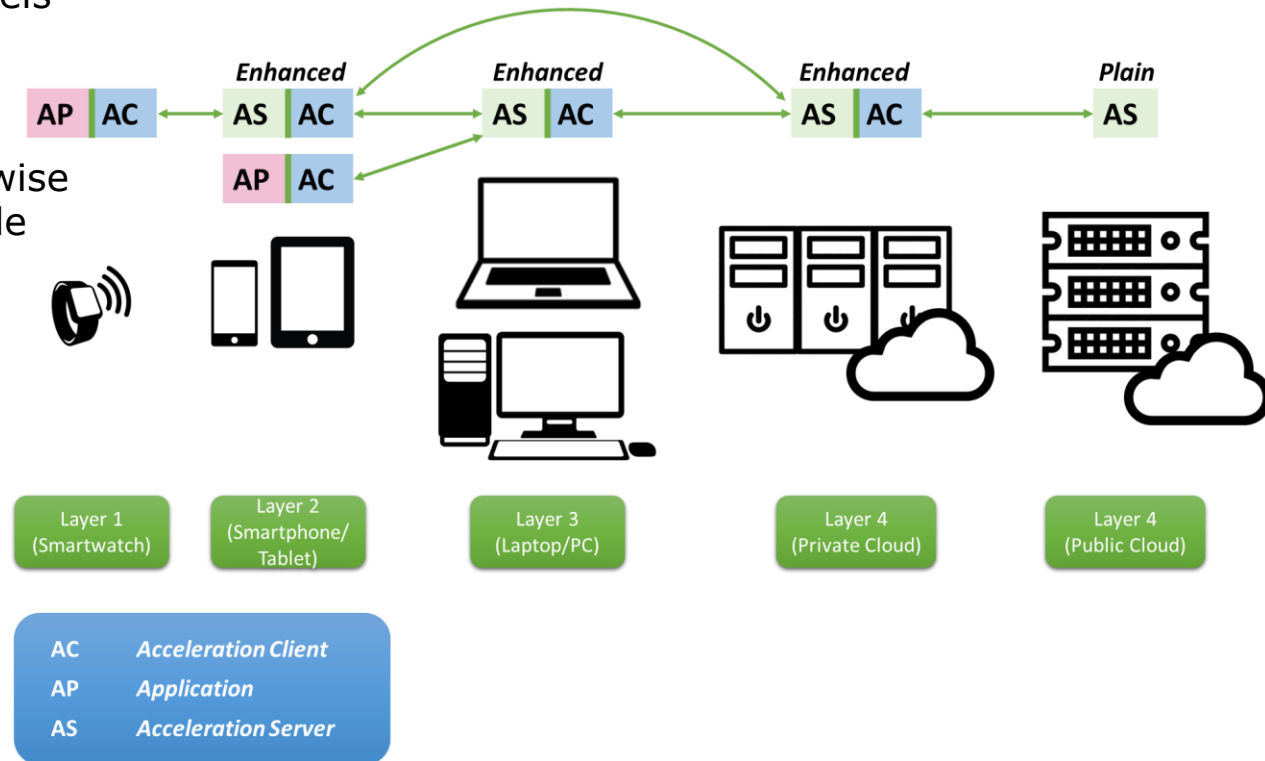 Enhanced Enhanced Enhanced Plain
AP AC AS AC AS AC AS AC AS
AP AC
Layer 1
(Smartwatch)
Layer 2
(Smartphone/
Tablet)
Layer 3
(Laptop/PC)
Layer 4
(Private Cloud)
Layer 4
(Public Cloud)
AC Acceleration Client
AP Application
AS Acceleration Server